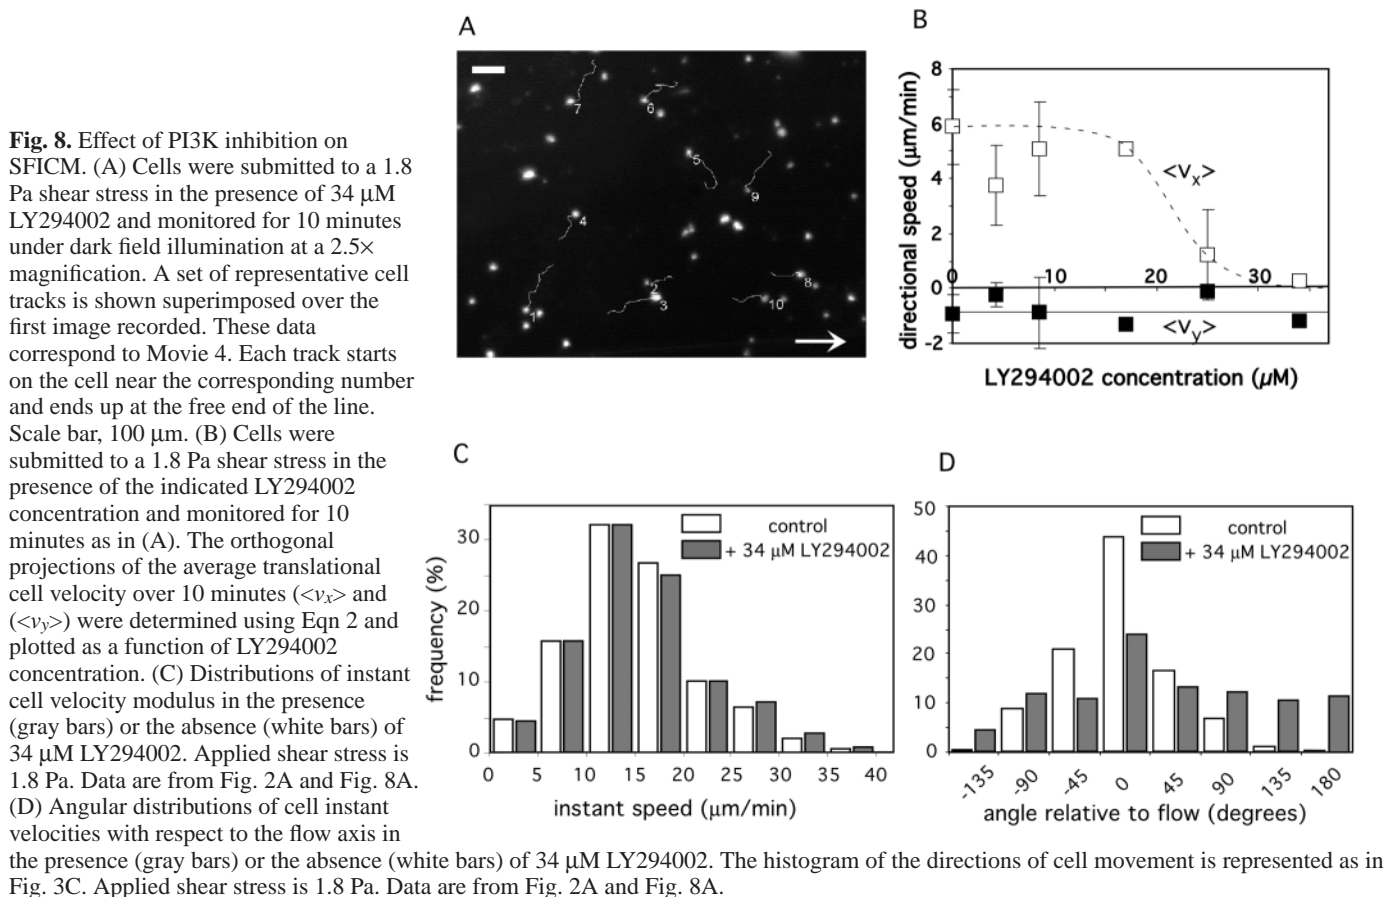 Fig. 8. Effect of PI3K inhibition on
SFICM. (A) Cells were submitted to a 1.8
Pa shear stress in the presence of 34 μM
LY294002 and monitored for 10 minutes
under dark field illumination at a 2.5×
magnification. A set of representative cell
tracks is shown superimposed over the
first image recorded. These data
correspond to Movie 4. Each track starts
on the cell near the corresponding number
and ends up at the free end of the line.
Scale bar, 100 μm. (B) Cells were
submitted to a 1.8 Pa shear stress in the
presence of the indicated LY294002
concentration and monitored for 10
minutes as in (A). The orthogonal
projections of the average translational
cell velocity over 10 minutes (<vx> and
(<vy>) were determined using Eqn 2 and
plotted as a function of LY294002
concentration. (C) Distributions of instant
cell velocity modulus in the presence
(gray bars) or the absence (white bars) of
34 μM LY294002. Applied shear stress is
1.8 Pa. Data are from Fig. 2A and Fig. 8A.
(D) Angular distributions of cell instant
velocities with respect to the flow axis in
the presence (gray bars) or the absence (white bars) of 34 μM LY294002. The histogram of the directions of cell movement is represented as in
Fig. 3C. Applied shear stress is 1.8 Pa. Data are from Fig. 2A and Fig. 8A.
A
7
6
5
9
4
2
3
1
8
10
B
directional speed (μm/min)
8
6
4
2
0
-2
0 10 20 30
<vx>
<vy>
LY294002 concentration (μM)
C
frequency (%)
30
20
10
0
control
+ 34 μM LY294002
0 5 10 15 20 25 30 35 40
instant speed (μm/min)
D
50
40
30
20
10
0
control
+ 34 μM LY294002
-135 -90 -45 0 45 90 135 180
angle relative to flow (degrees)